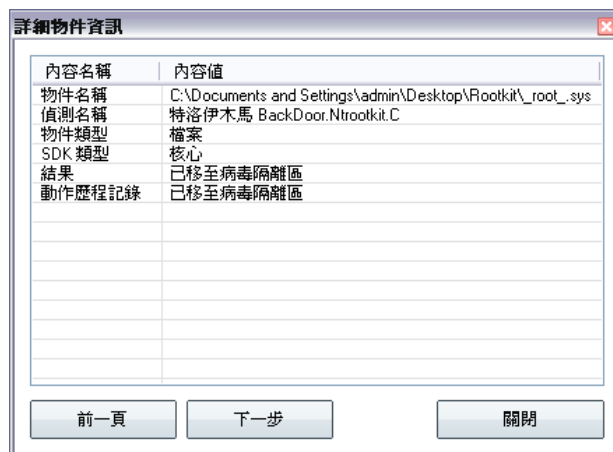 詳細物件資訊
內容名稱 內容值
物件名稱 C:\Documents and Settings\admin\Desktop\Rootkit\_root_.sys
偵測名稱 特洛伊木馬 BackDoor.Ntrootkit.C
物件類型 檔案
SDK 類型 核心
結果 已移至病毒隔離區
動作歷程記錄 已移至病毒隔離區
前一頁 下一步 關閉